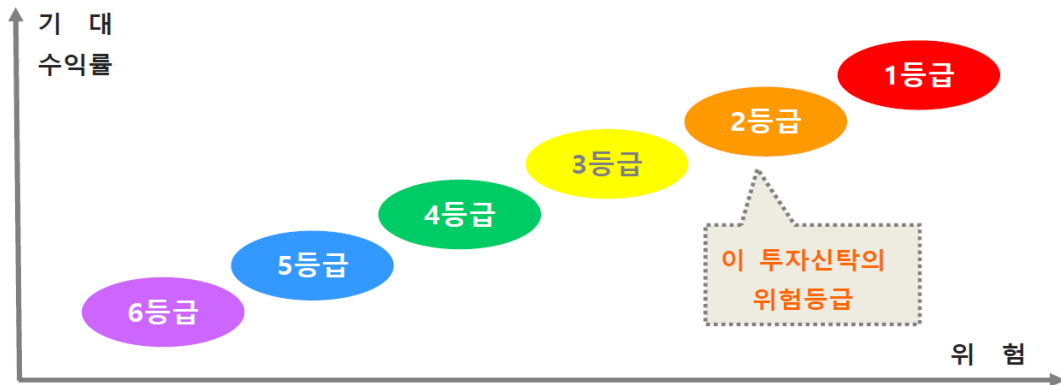 기 대
수익률
1등급
2등급
3등급
4등급
5등급
6등급
이 투자신탁의
위험등급
위 험